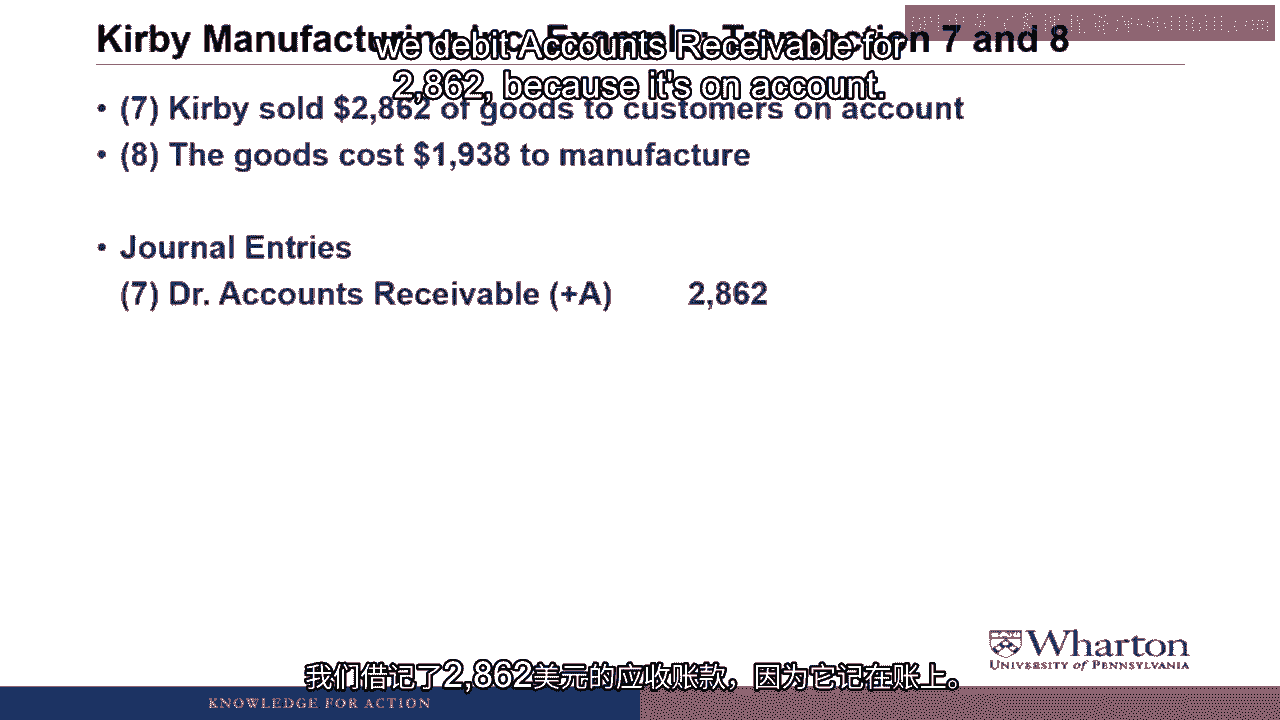 Kirby Manufacturing Inc. Example: Transaction 7 and 8
we debit Accounts Receivable for
2,862, because it's on account.
• (7) Kirby sold $2,862 of goods to customers on account
• (8) The goods cost $1,938 to manufacture
• Journal Entries
(7) Dr. Accounts Receivable (+A) 2,862
Wharton
UNIVERSITY of PENNSYLVANIA
我们借记了2,862美元的应收账款，因为它记在账上。
KNOWLEDGE FOR ACTION